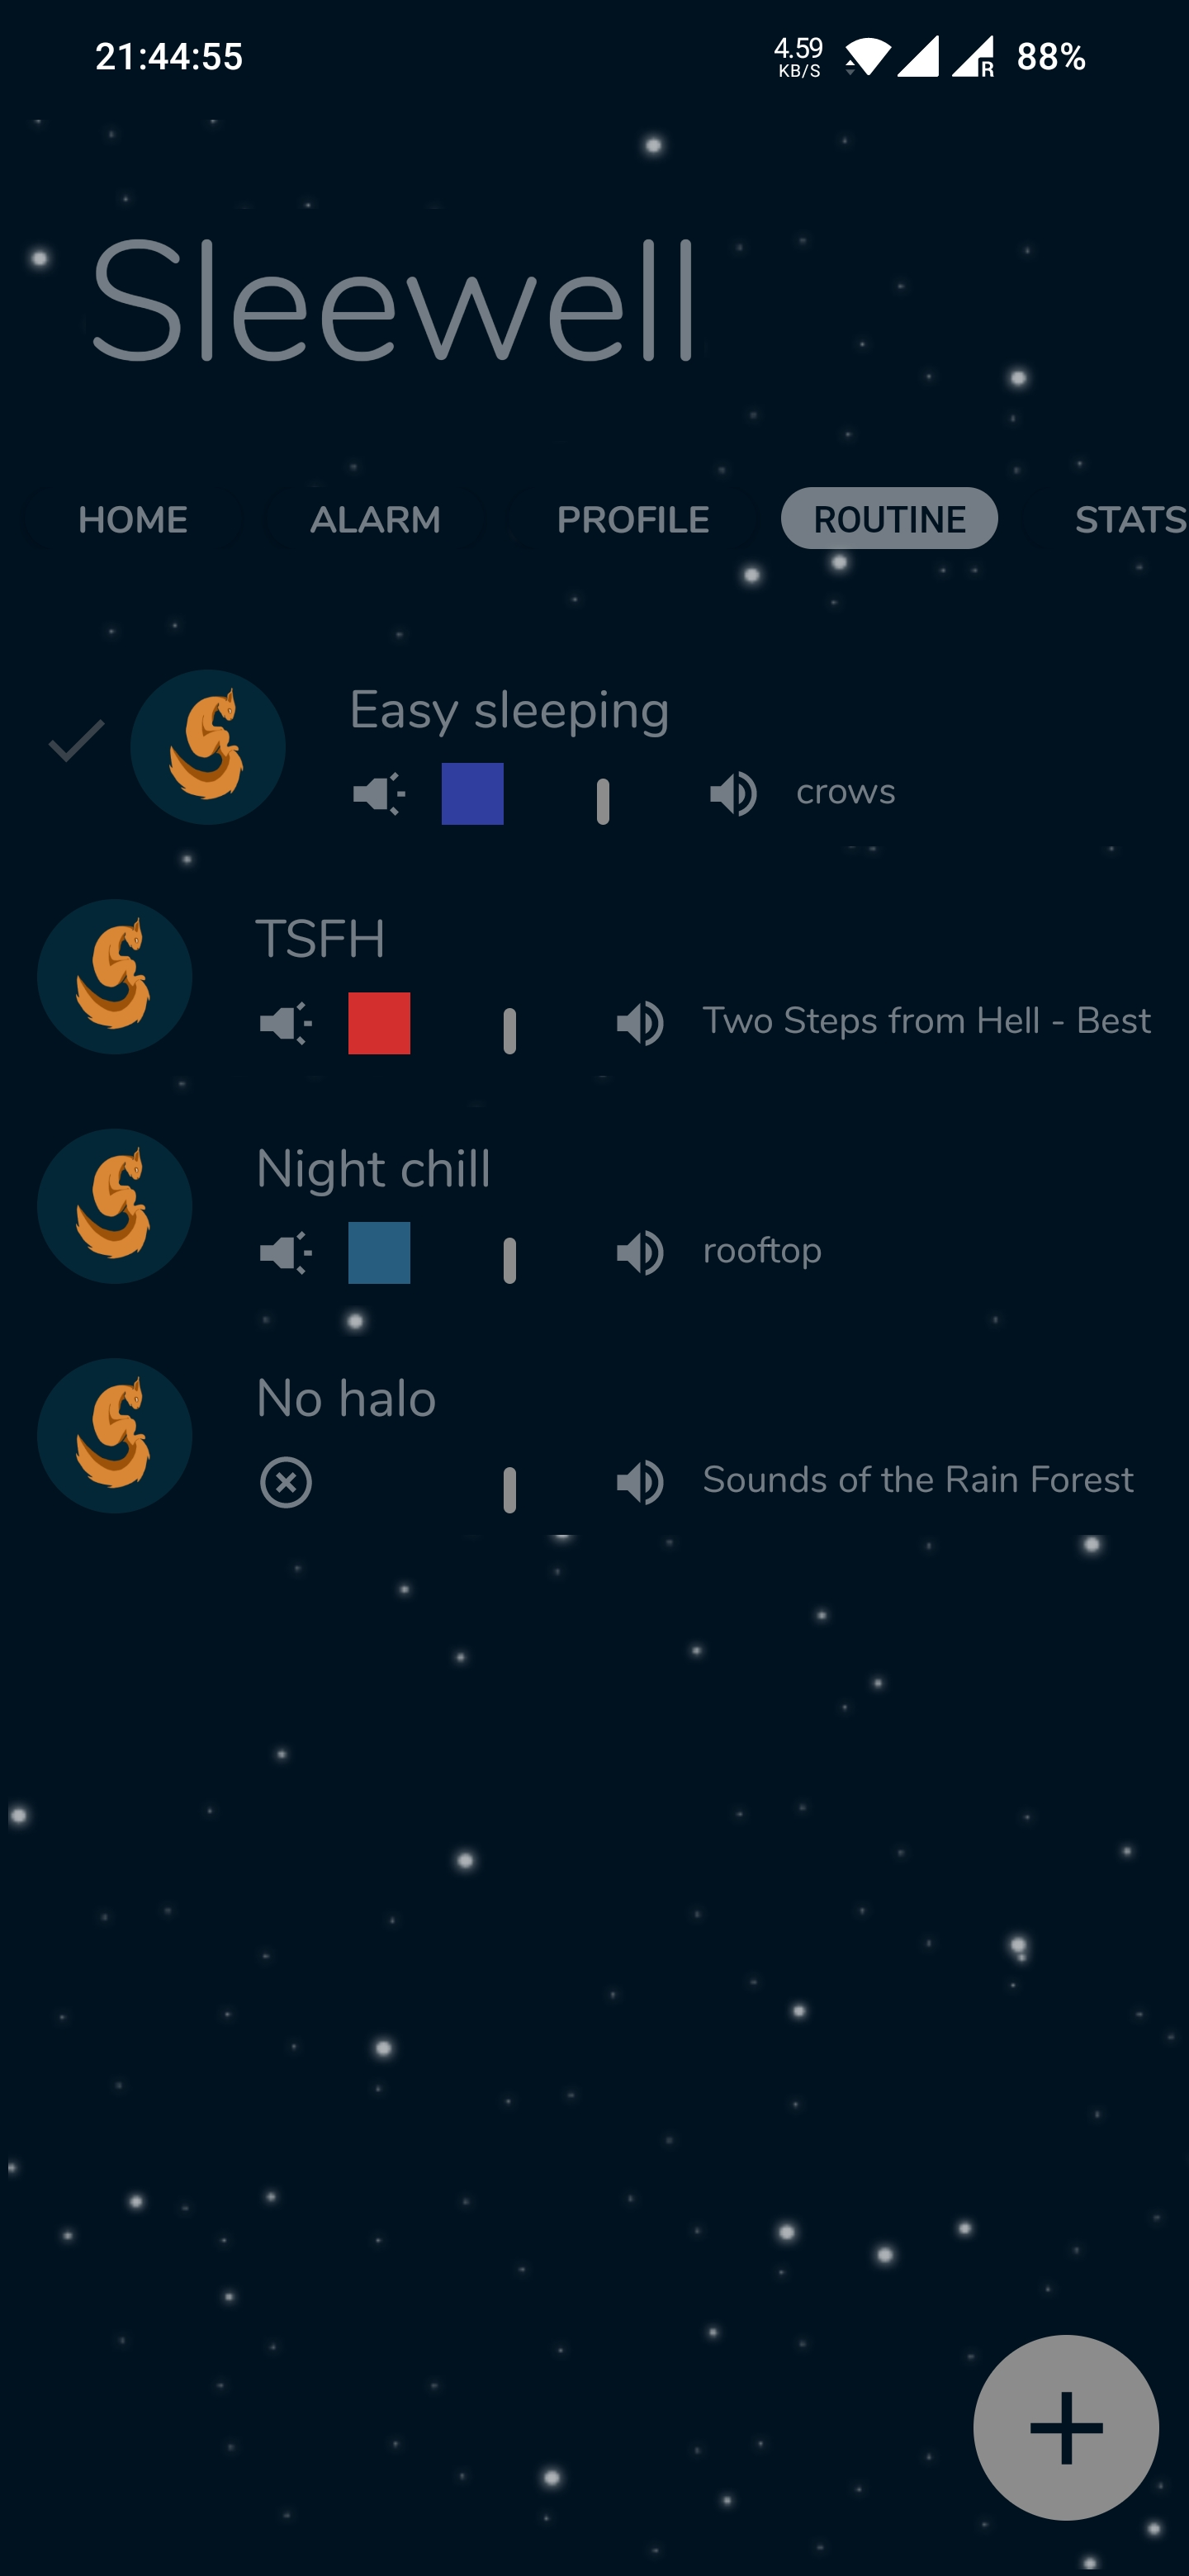 21:44:55
4.59
KB/S
R
88%
Sleewell
HOME ALARM PROFILE ROUTINE STATS
Easy sleeping
crows
TSFH
Two Steps from Hell - Best
Night chill
rooftop
No halo
Sounds of the Rain Forest